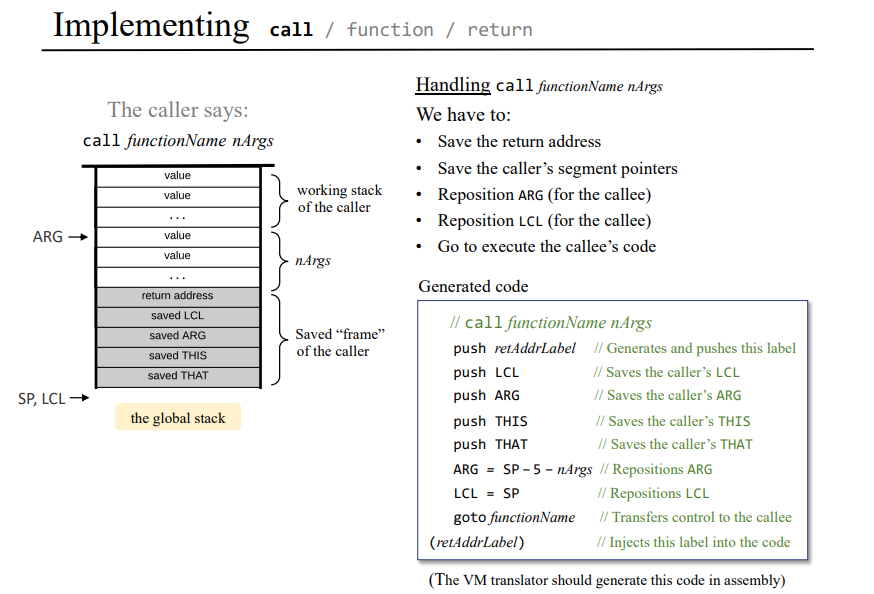 Implementing call / function / return
The caller says:
call functionName nArgs
value
value
...
value
value
...
return address
saved LCL
saved ARG
saved THIS
saved THAT
ARG
SP, LCL
working stack
of the caller
nArgs
Saved “frame”
of the caller
the global stack
Handling call functionName nArgs
We have to:
• Save the return address
• Save the caller’s segment pointers
• Reposition ARG (for the callee)
• Reposition LCL (for the callee)
• Go to execute the callee’s code
Generated code
// call functionName nArgs
push retAddrLabel // Generates and pushes this label
push LCL // Saves the caller’s LCL
push ARG // Saves the caller’s ARG
push THIS // Saves the caller’s THIS
push THAT // Saves the caller’s THAT
ARG = SP – 5 – nArgs // Repositions ARG
LCL = SP // Repositions LCL
goto functionName // Transfers control to the callee
(retAddrLabel) // Injects this label into the code
(The VM translator should generate this code in assembly)